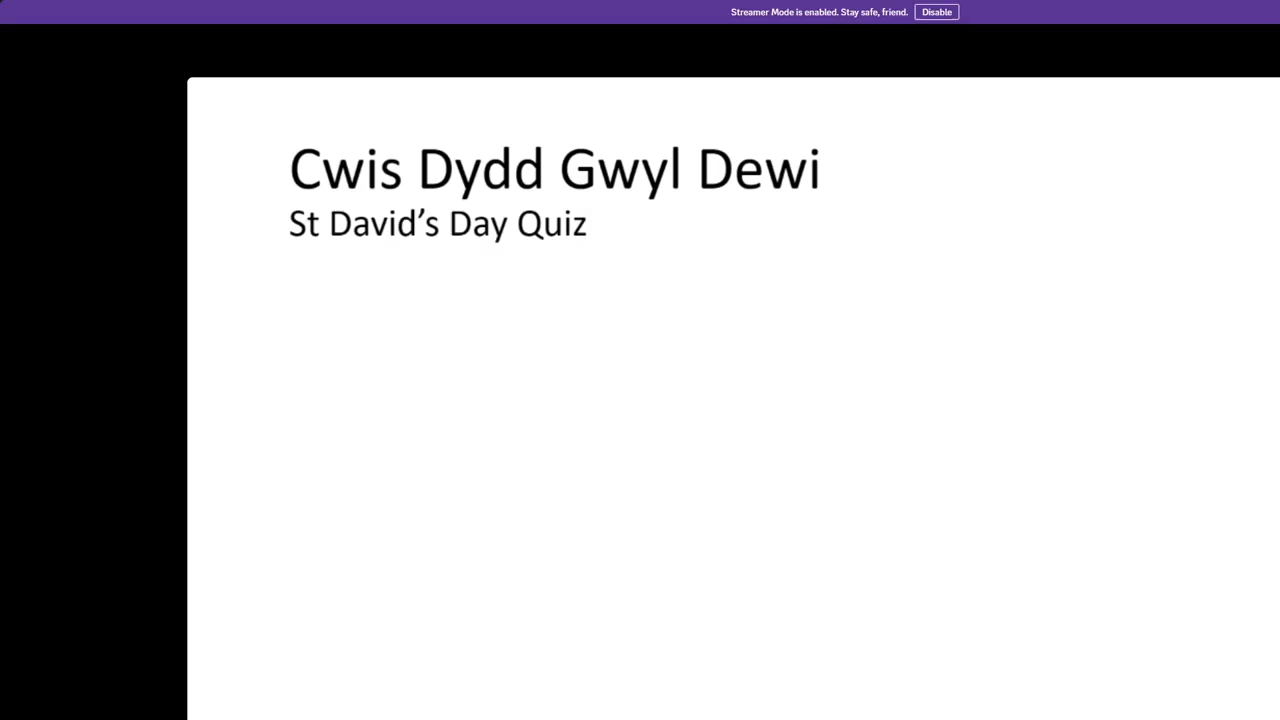 Streamer Mode is enabled. Stay safe, friend. Disable
Cwis Dydd Gwyl Dewi
St David’s Day Quiz